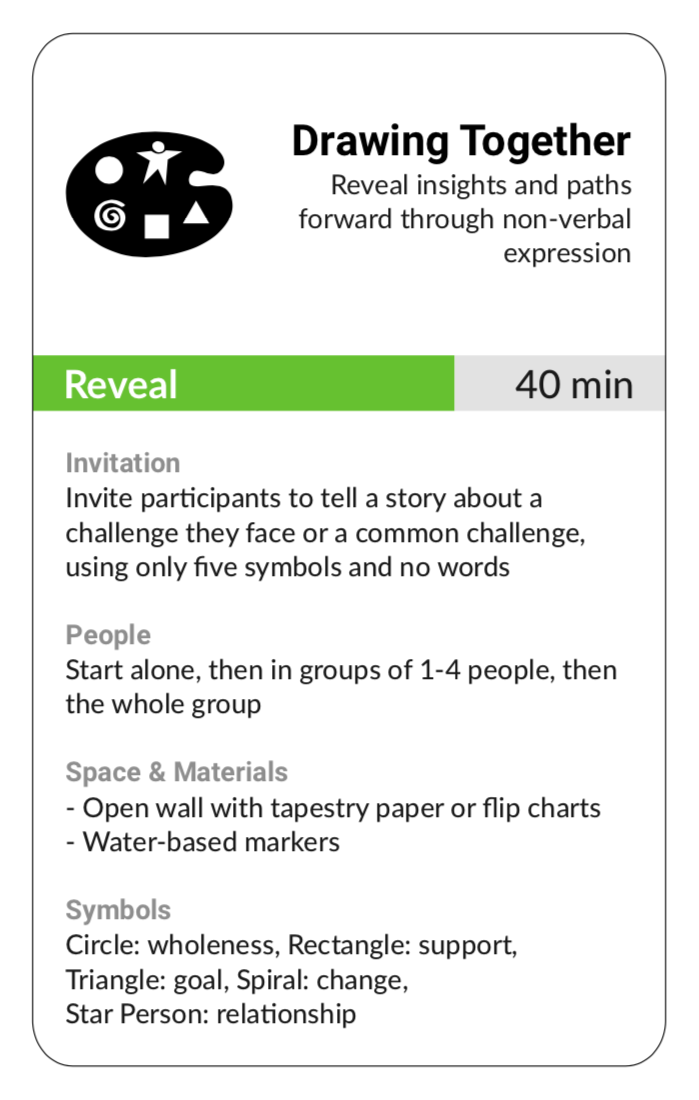 Drawing Together
Reveal insights and paths
forward through non-verbal
expression
Reveal
40 min
Invitation
Invite participants to tell a story about a
challenge they face or a common challenge,
using only five symbols and no words
People
Start alone, then in groups of 1-4 people, then
the whole group
Space & Materials
- Open wall with tapestry paper or flip charts
- Water-based markers
Symbols
Circle: wholeness, Rectangle: support,
Triangle: goal, Spiral: change,
Star Person: relationship